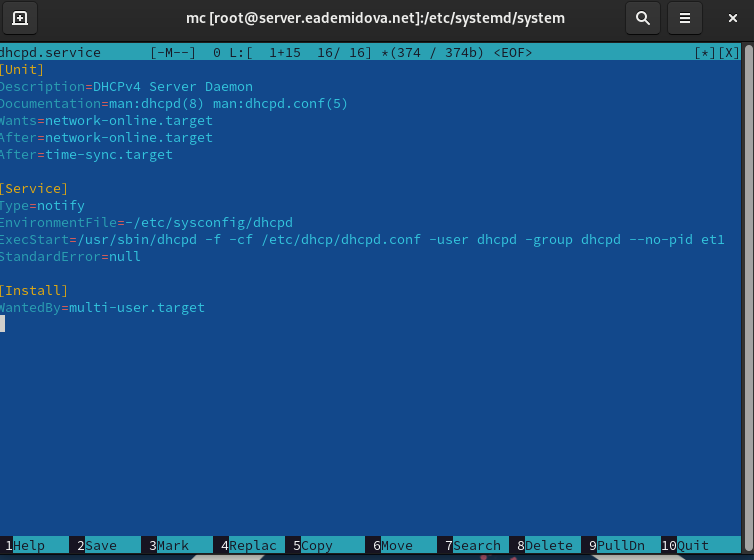 mc [root@server.eademidova.net]:/etc/systemd/system
dhcpd.service      [-M--]  0 L:[  1+15  16/ 16] *(374 / 374b) <EOF>                    [*][X]
[Unit]
Description=DHCPv4 Server Daemon
Documentation=man:dhcpd(8) man:dhcpd.conf(5)
Wants=network-online.target
After=network-online.target
After=time-sync.target
[Service]
Type=notify
EnvironmentFile=-/etc/sysconfig/dhcpd
ExecStart=/usr/sbin/dhcpd -f -cf /etc/dhcp/dhcpd.conf -user dhcpd -group dhcpd --no-pid et1
StandardError=null
[Install]
WantedBy=multi-user.target
1Help 2Save 3Mark 4Replac 5Copy 6Move 7Search 8Delete 9PullDn 10Quit